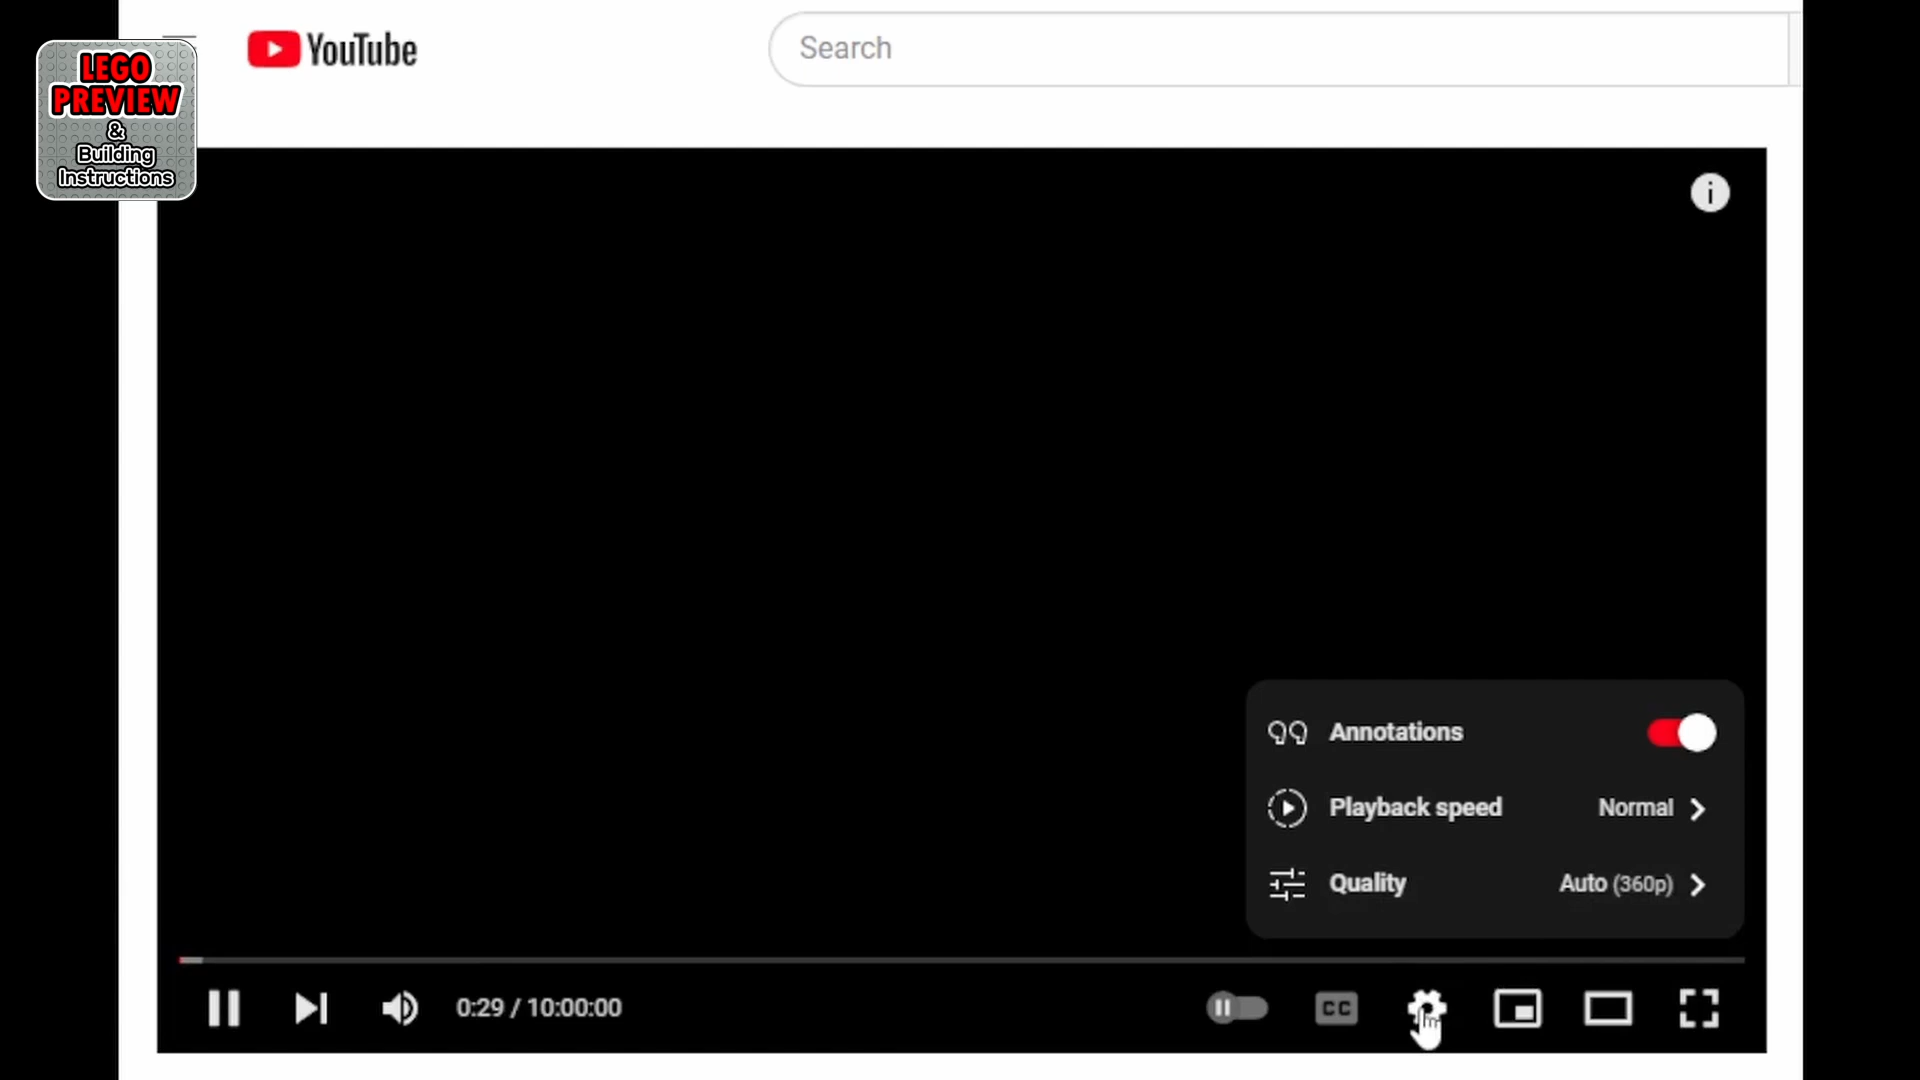 LEGO
PREVIEW
&
Building
Instructions
YouTube
Search
i
Annotations
Playback speed Normal
Quality Auto (360p)
0:29 / 10:00:00
CC